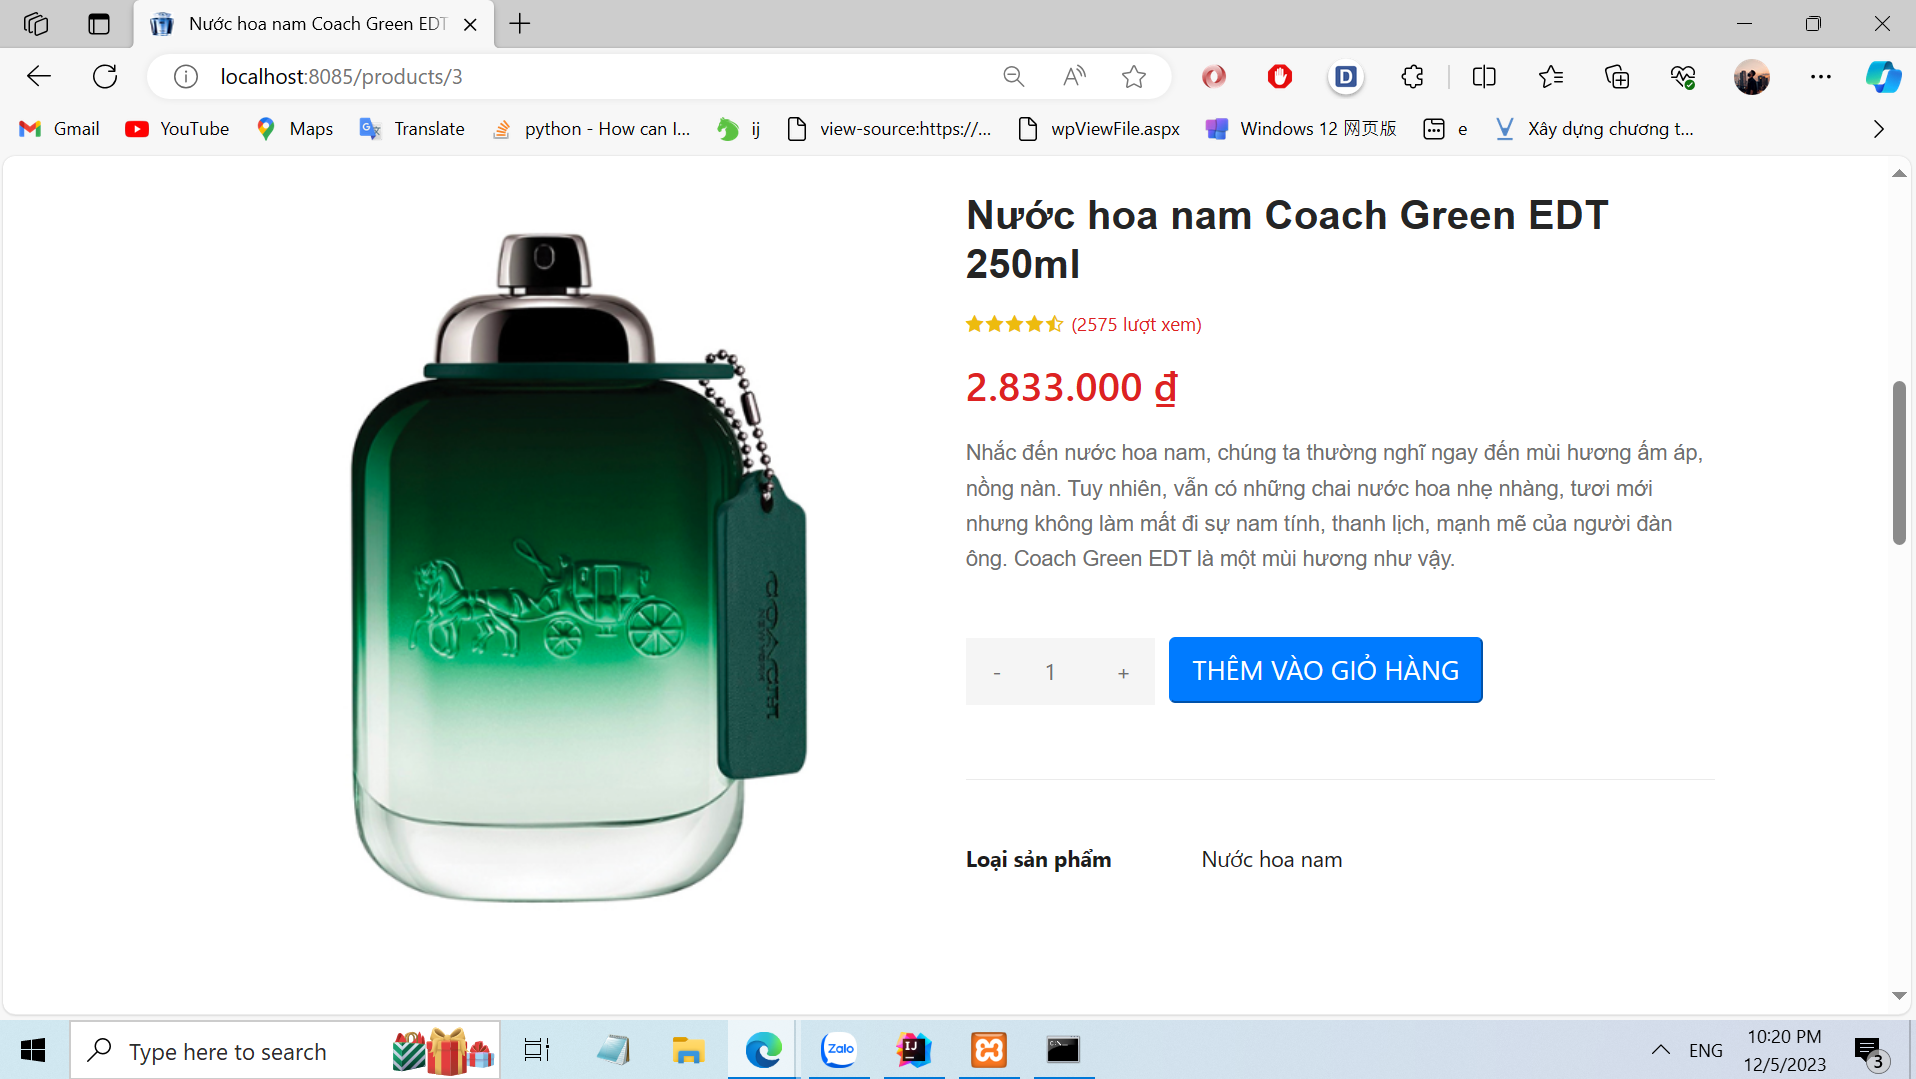 Nước hoa nam Coach Green EDT
localhost:8085/products/3
Gmail
YouTube
Maps
Translate
python - How can I...
ij
view-source:https://...
wpViewFile.aspx
Windows 12 网页版
e
Xây dựng chương t...
Nước hoa nam Coach Green EDT
250ml
(2575 lượt xem)
2.833.000 ₫
Nhắc đến nước hoa nam, chúng ta thường nghĩ ngay đến mùi hương ấm áp,
nồng nàn. Tuy nhiên, vẫn có những chai nước hoa nhẹ nhàng, tươi mới
nhưng không làm mất đi sự nam tính, thanh lịch, mạnh mẽ của người đàn
ông. Coach Green EDT là một mùi hương như vậy.
- 1 +
THÊM VÀO GIỎ HÀNG
Loại sản phẩm
Nước hoa nam
COACH
NEW YORK
Type here to search
Zalo
IJ
ENG
10:20 PM
12/5/2023
3